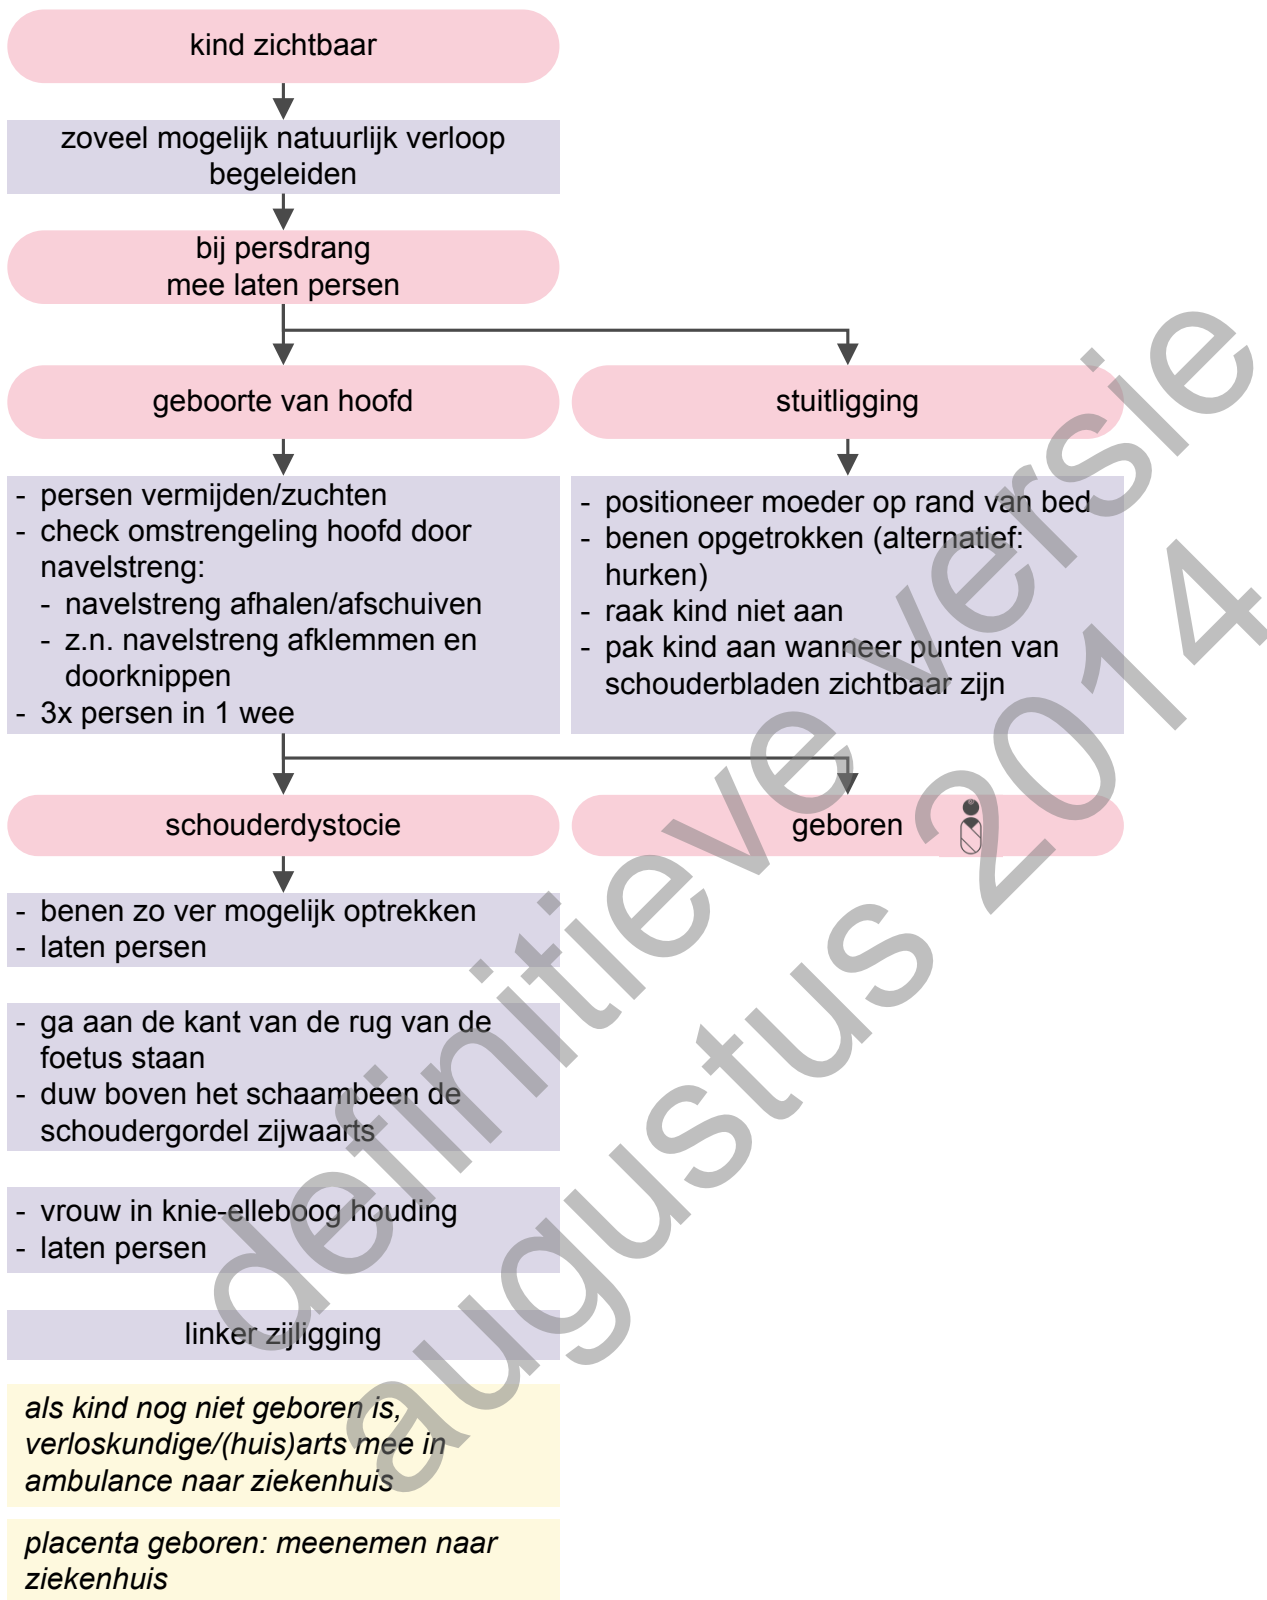 kind zichtbaar
zoveel mogelijk natuurlijk verloop
begeleiden
bij persdrang
mee laten persen
geboorte van hoofd
stuitligging
- persen vermijden/zuchten
- check omstrengeling hoofd door
navelstreng:
- navelstreng afhalen/afschuiven
- z.n. navelstreng afklemmen en
doorknippen
- 3x persen in 1 wee
- positioneer moeder op rand van bed
- benen opgetrokken (alternatief:
hurken)
- raak kind niet aan
- pak kind aan wanneer punten van
schouderbladen zichtbaar zijn
schouderdystocie
geboren
- benen zo ver mogelijk optrekken
- laten persen
- ga aan de kant van de rug van de
foetus staan
- duw boven het schaambeen de
schoudergordel zijwaarts
- vrouw in knie-elleboog houding
- laten persen
linker zijligging
als kind nog niet geboren is,
verloskundige/(huis)arts mee in
ambulance naar ziekenhuis
placenta geboren: meenemen naar
ziekenhuis
definitieve versie
augustus 2014